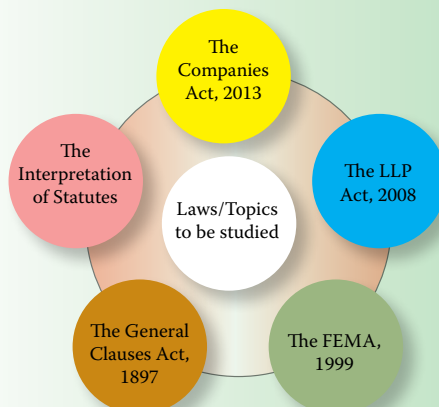 The
Companies
Act, 2013
The
Interpretation
of Statutes
The LLP
Act, 2008
Laws/Topics
to be studied
The General
Clauses Act,
1897
The FEMA,
1999